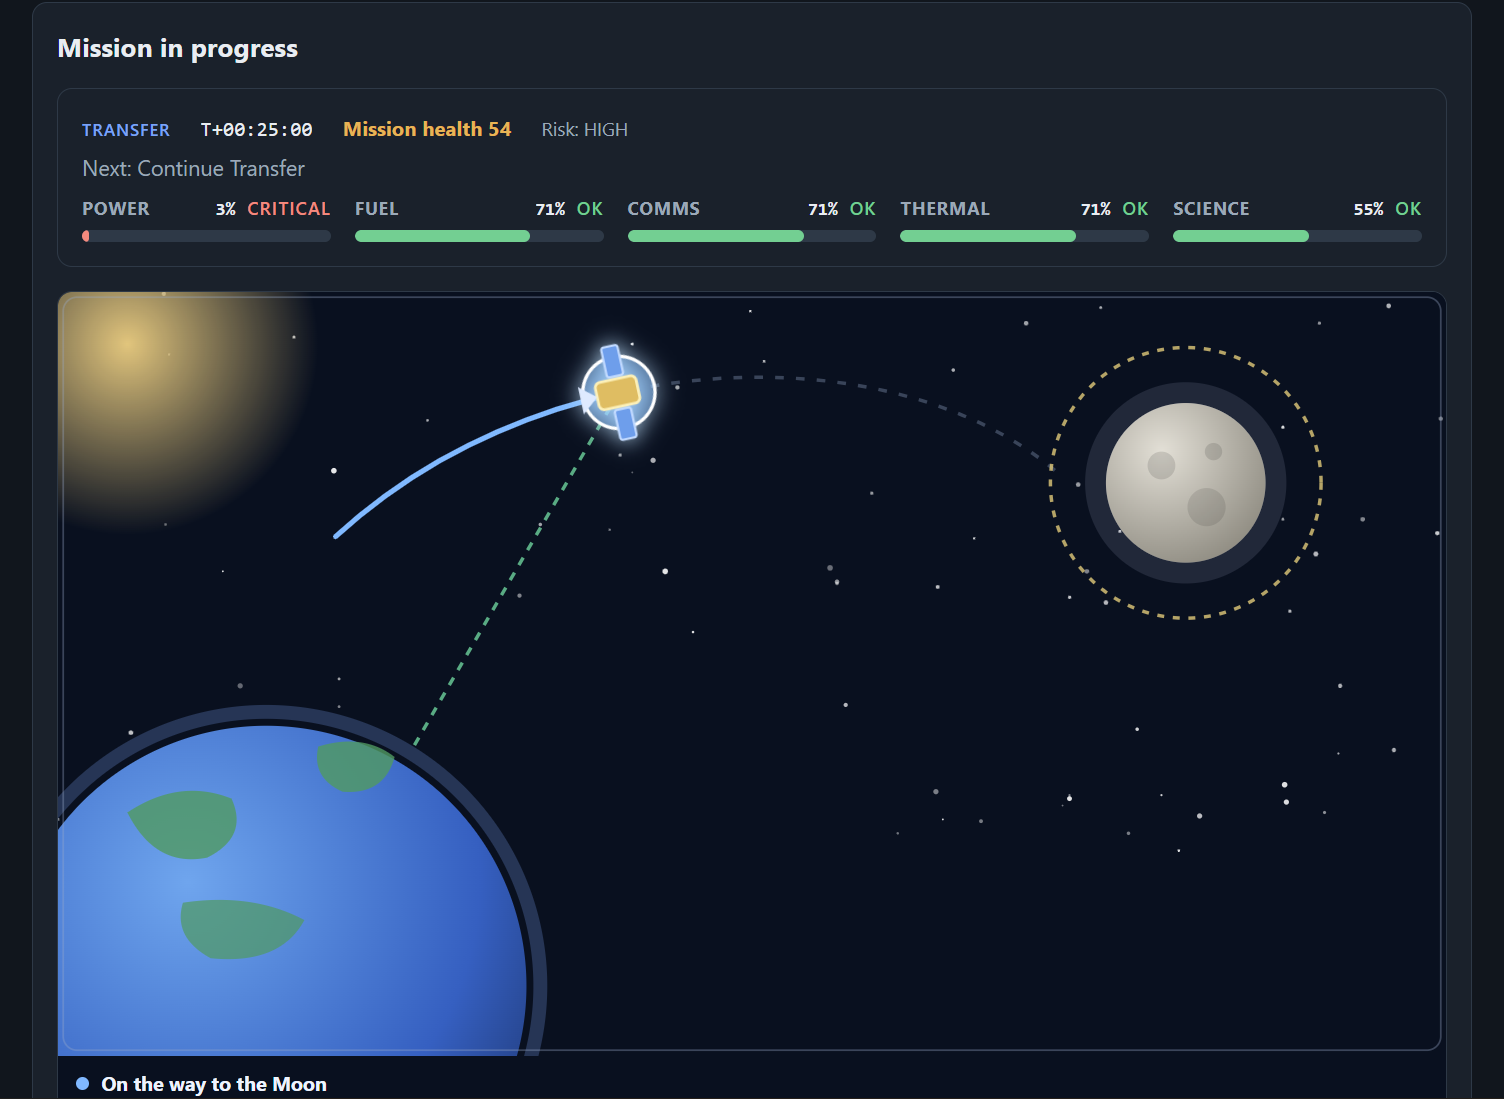 Mission in progress
TRANSFER T+00:25:00 Mission health 54 Risk: HIGH
Next: Continue Transfer
POWER 3% CRITICAL FUEL 71% OK COMMS 71% OK THERMAL 71% OK SCIENCE 55% OK
On the way to the Moon